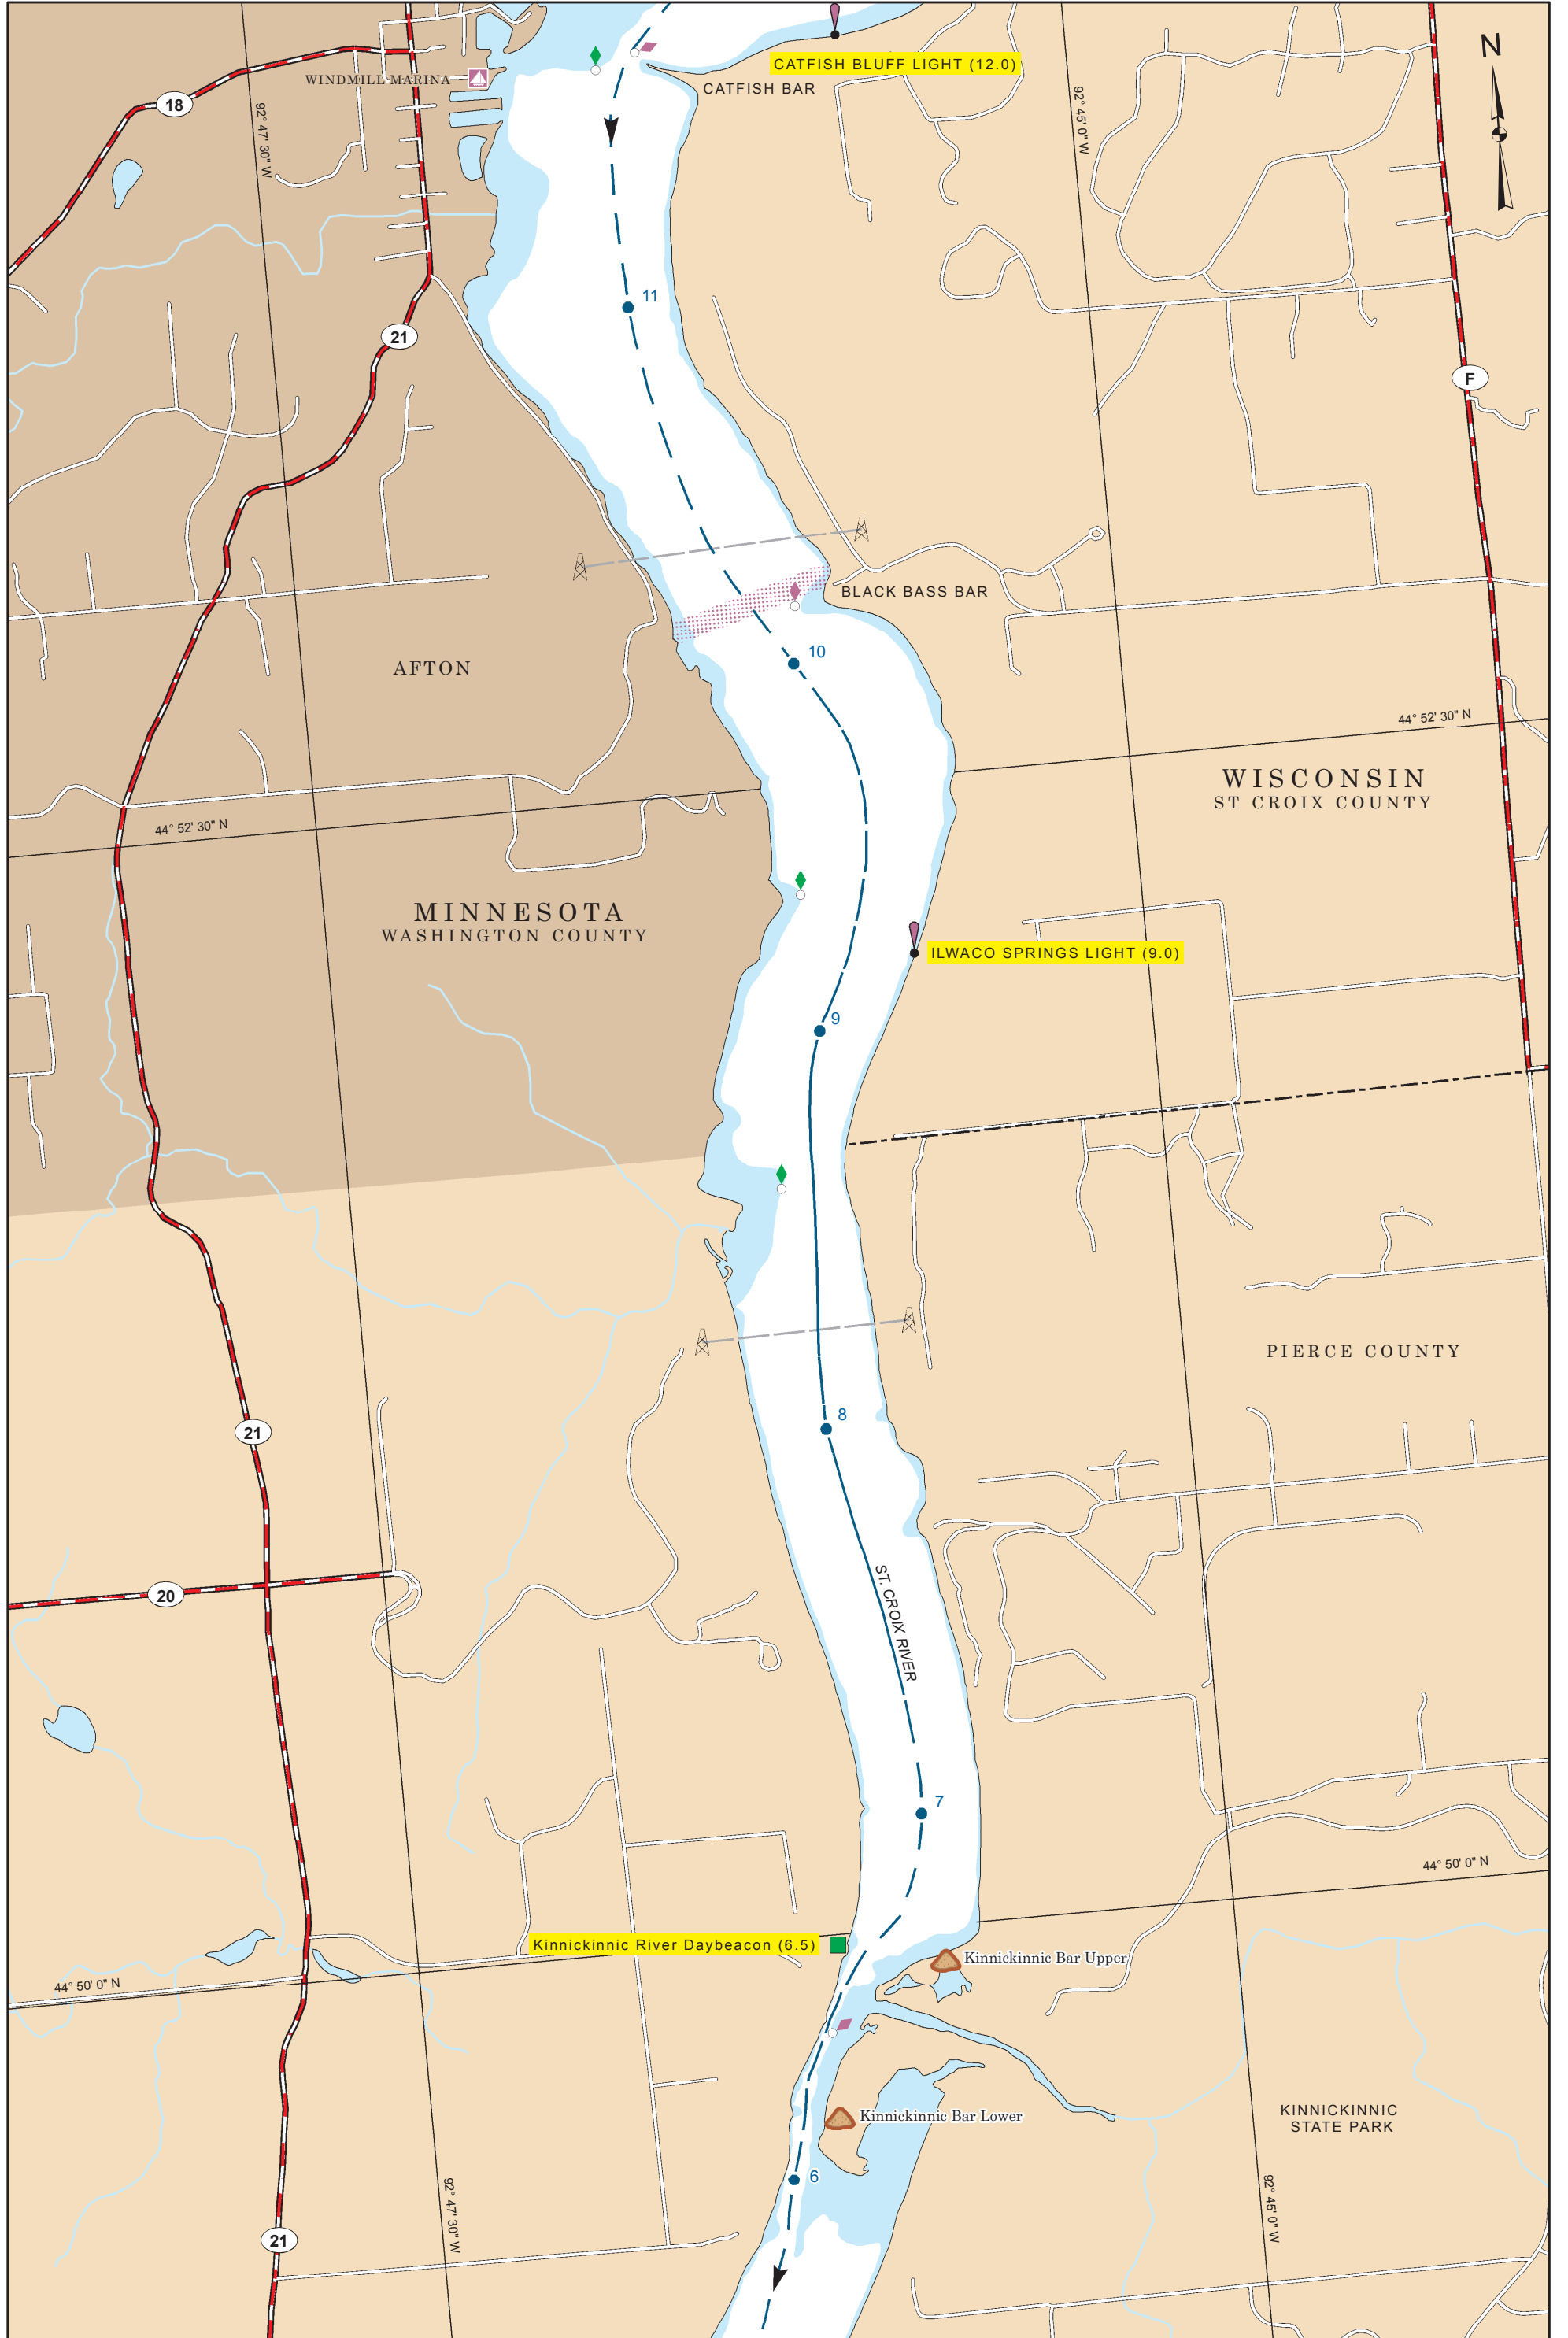 N
CATFISH BLUFF LIGHT (12.0)
WINDMILL MARINA
CATFISH BAR
18
92° 47' 30" W
92° 45' 0" W
11
21
F
BLACK BASS BAR
10
AFTON
44° 52' 30" N
WISCONSIN
ST CROIX COUNTY
44° 52' 30" N
MINNESOTA
WASHINGTON COUNTY
ILWACO SPRINGS LIGHT (9.0)
9
PIERCE COUNTY
8
21
20
ST. CROIX RIVER
7
44° 50' 0" N
Kinnickinnic River Daybeacon (6.5)
Kinnickinnic Bar Upper
44° 50' 0" N
KINNICKINNIC
STATE PARK
Kinnickinnic Bar Lower
6
92° 47' 30" W
92° 45' 0" W
21